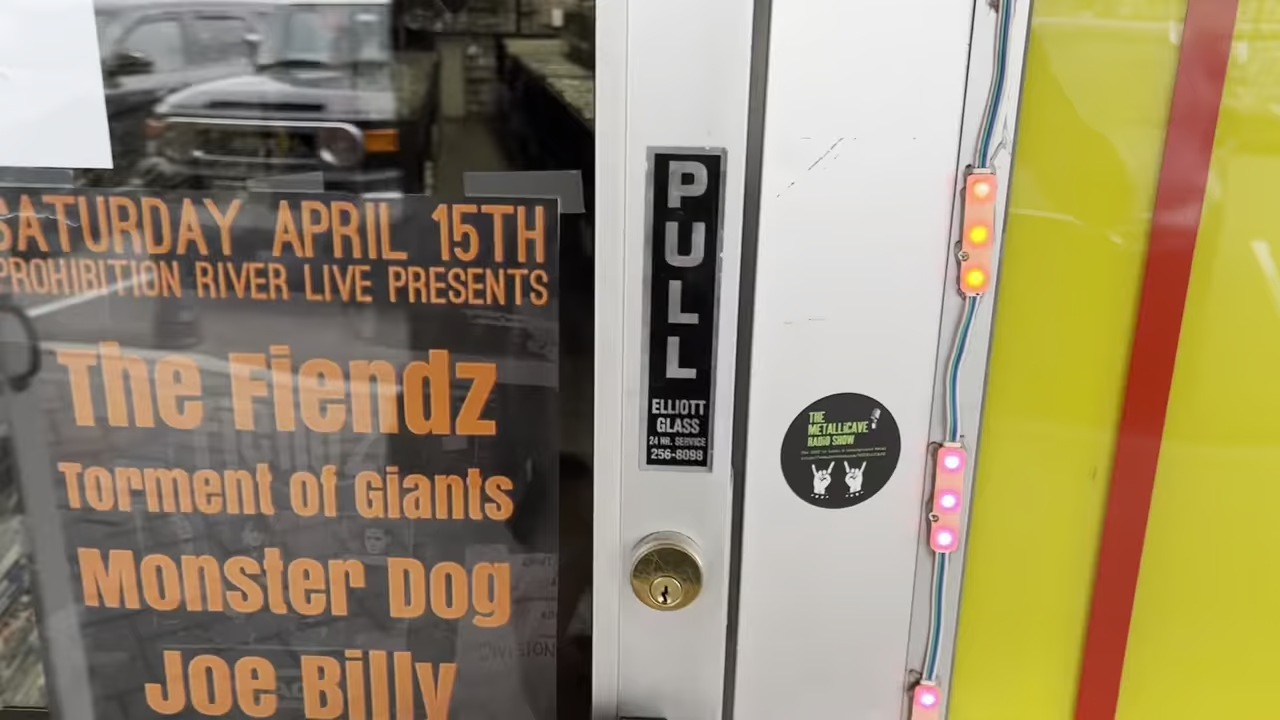 SATURDAY APRIL 15TH
PROHIBITION RIVER LIVE PRESENTS
The Fiendz
Torment of Giants
Monster Dog
Joe Billy
PULL
ELLIOTT
GLASS
24 HR. SERVICE
256-8098
THE
METALLiCAVE
RADIO SHOW